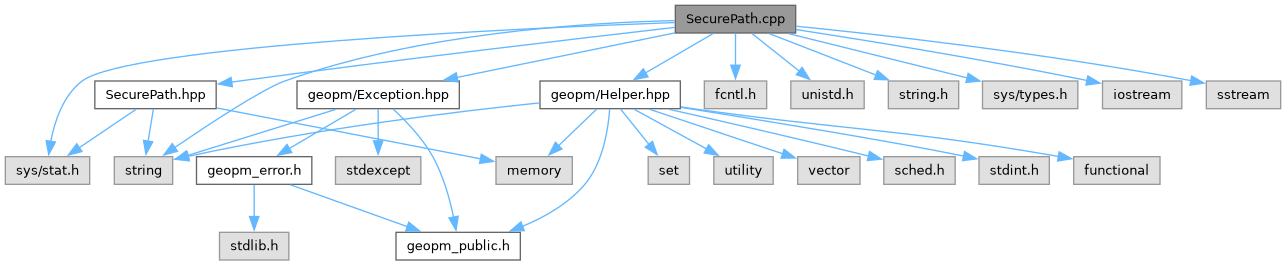 SecurePath.cpp
SecurePath.hpp
geopm/Exception.hpp
geopm/Helper.hpp
fcntl.h
unistd.h
string.h
sys/types.h
iostream
sstream
sys/stat.h
string
geopm_error.h
stdexcept
memory
set
utility
vector
sched.h
stdint.h
functional
stdlib.h
geopm_public.h